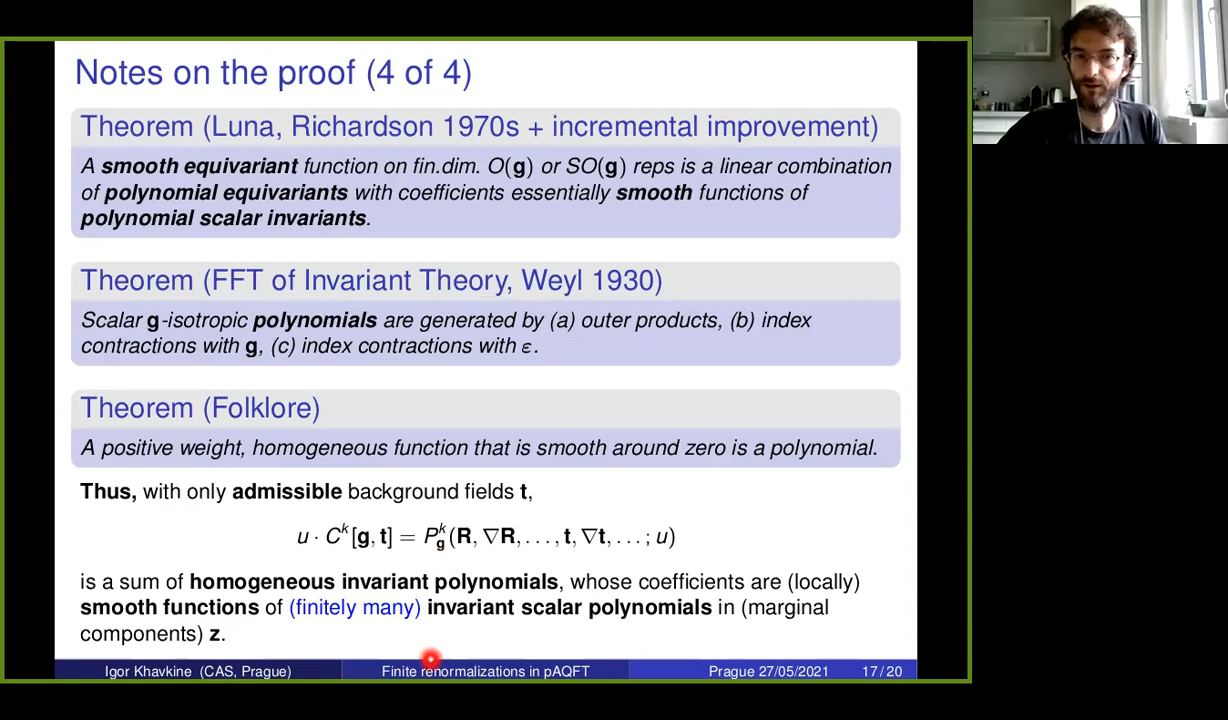 Notes on the proof (4 of 4)
Theorem (Luna, Richardson 1970s + incremental improvement)
A smooth equivariant function on fin.dim. O(g) or SO(g) reps is a linear combination
of polynomial equivariants with coefficients essentially smooth functions of
polynomial scalar invariants.
Theorem (FFT of Invariant Theory, Weyl 1930)
Scalar g-isotropic polynomials are generated by (a) outer products, (b) index
contractions with g, (c) index contractions with ε.
Theorem (Folklore)
A positive weight, homogeneous function that is smooth around zero is a polynomial.
Thus, with only admissible background fields t,
u · C^k[g, t] = P_g^k(R, ∇R, . . . , t, ∇t, . . . ; u)
is a sum of homogeneous invariant polynomials, whose coefficients are (locally)
smooth functions of (finitely many) invariant scalar polynomials in (marginal
components) z.
Igor Khavkine (CAS, Prague) Finite renormalizations in pAQFT Prague 27/05/2021 17 / 20